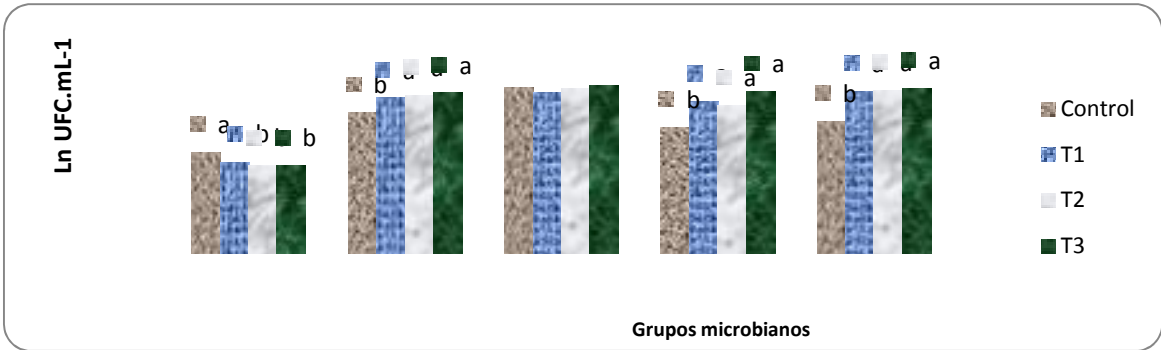 Ln UFC.mL-1
a b b
b a a a
b a a a
b a a a
Control
T1
T2
T3
Grupos microbianos